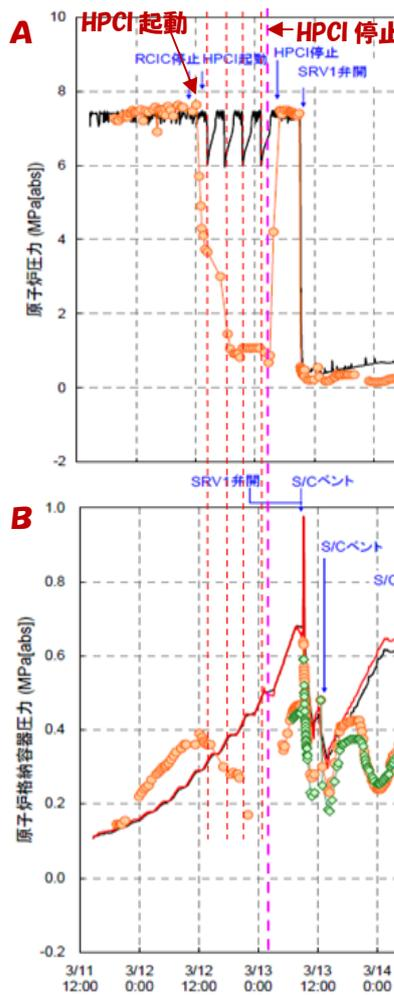 A
HPCI 起動
HPCI 停止
RCIC停止 HPCI起動
HPCI停止
SRV1弁開
10
8
6
4
2
0
-2
原子炉圧力 (MPa[abs])
SRV1弁開
S/Cベント
B
S/Cベント
S/C
1.0
0.8
0.6
0.4
0.2
0.0
-0.2
原子炉格納容器圧力 (MPa[abs])
3/11 3/12 3/12 3/13 3/13 3/14
12:00 0:00 12:00 0:00 12:00 0:00